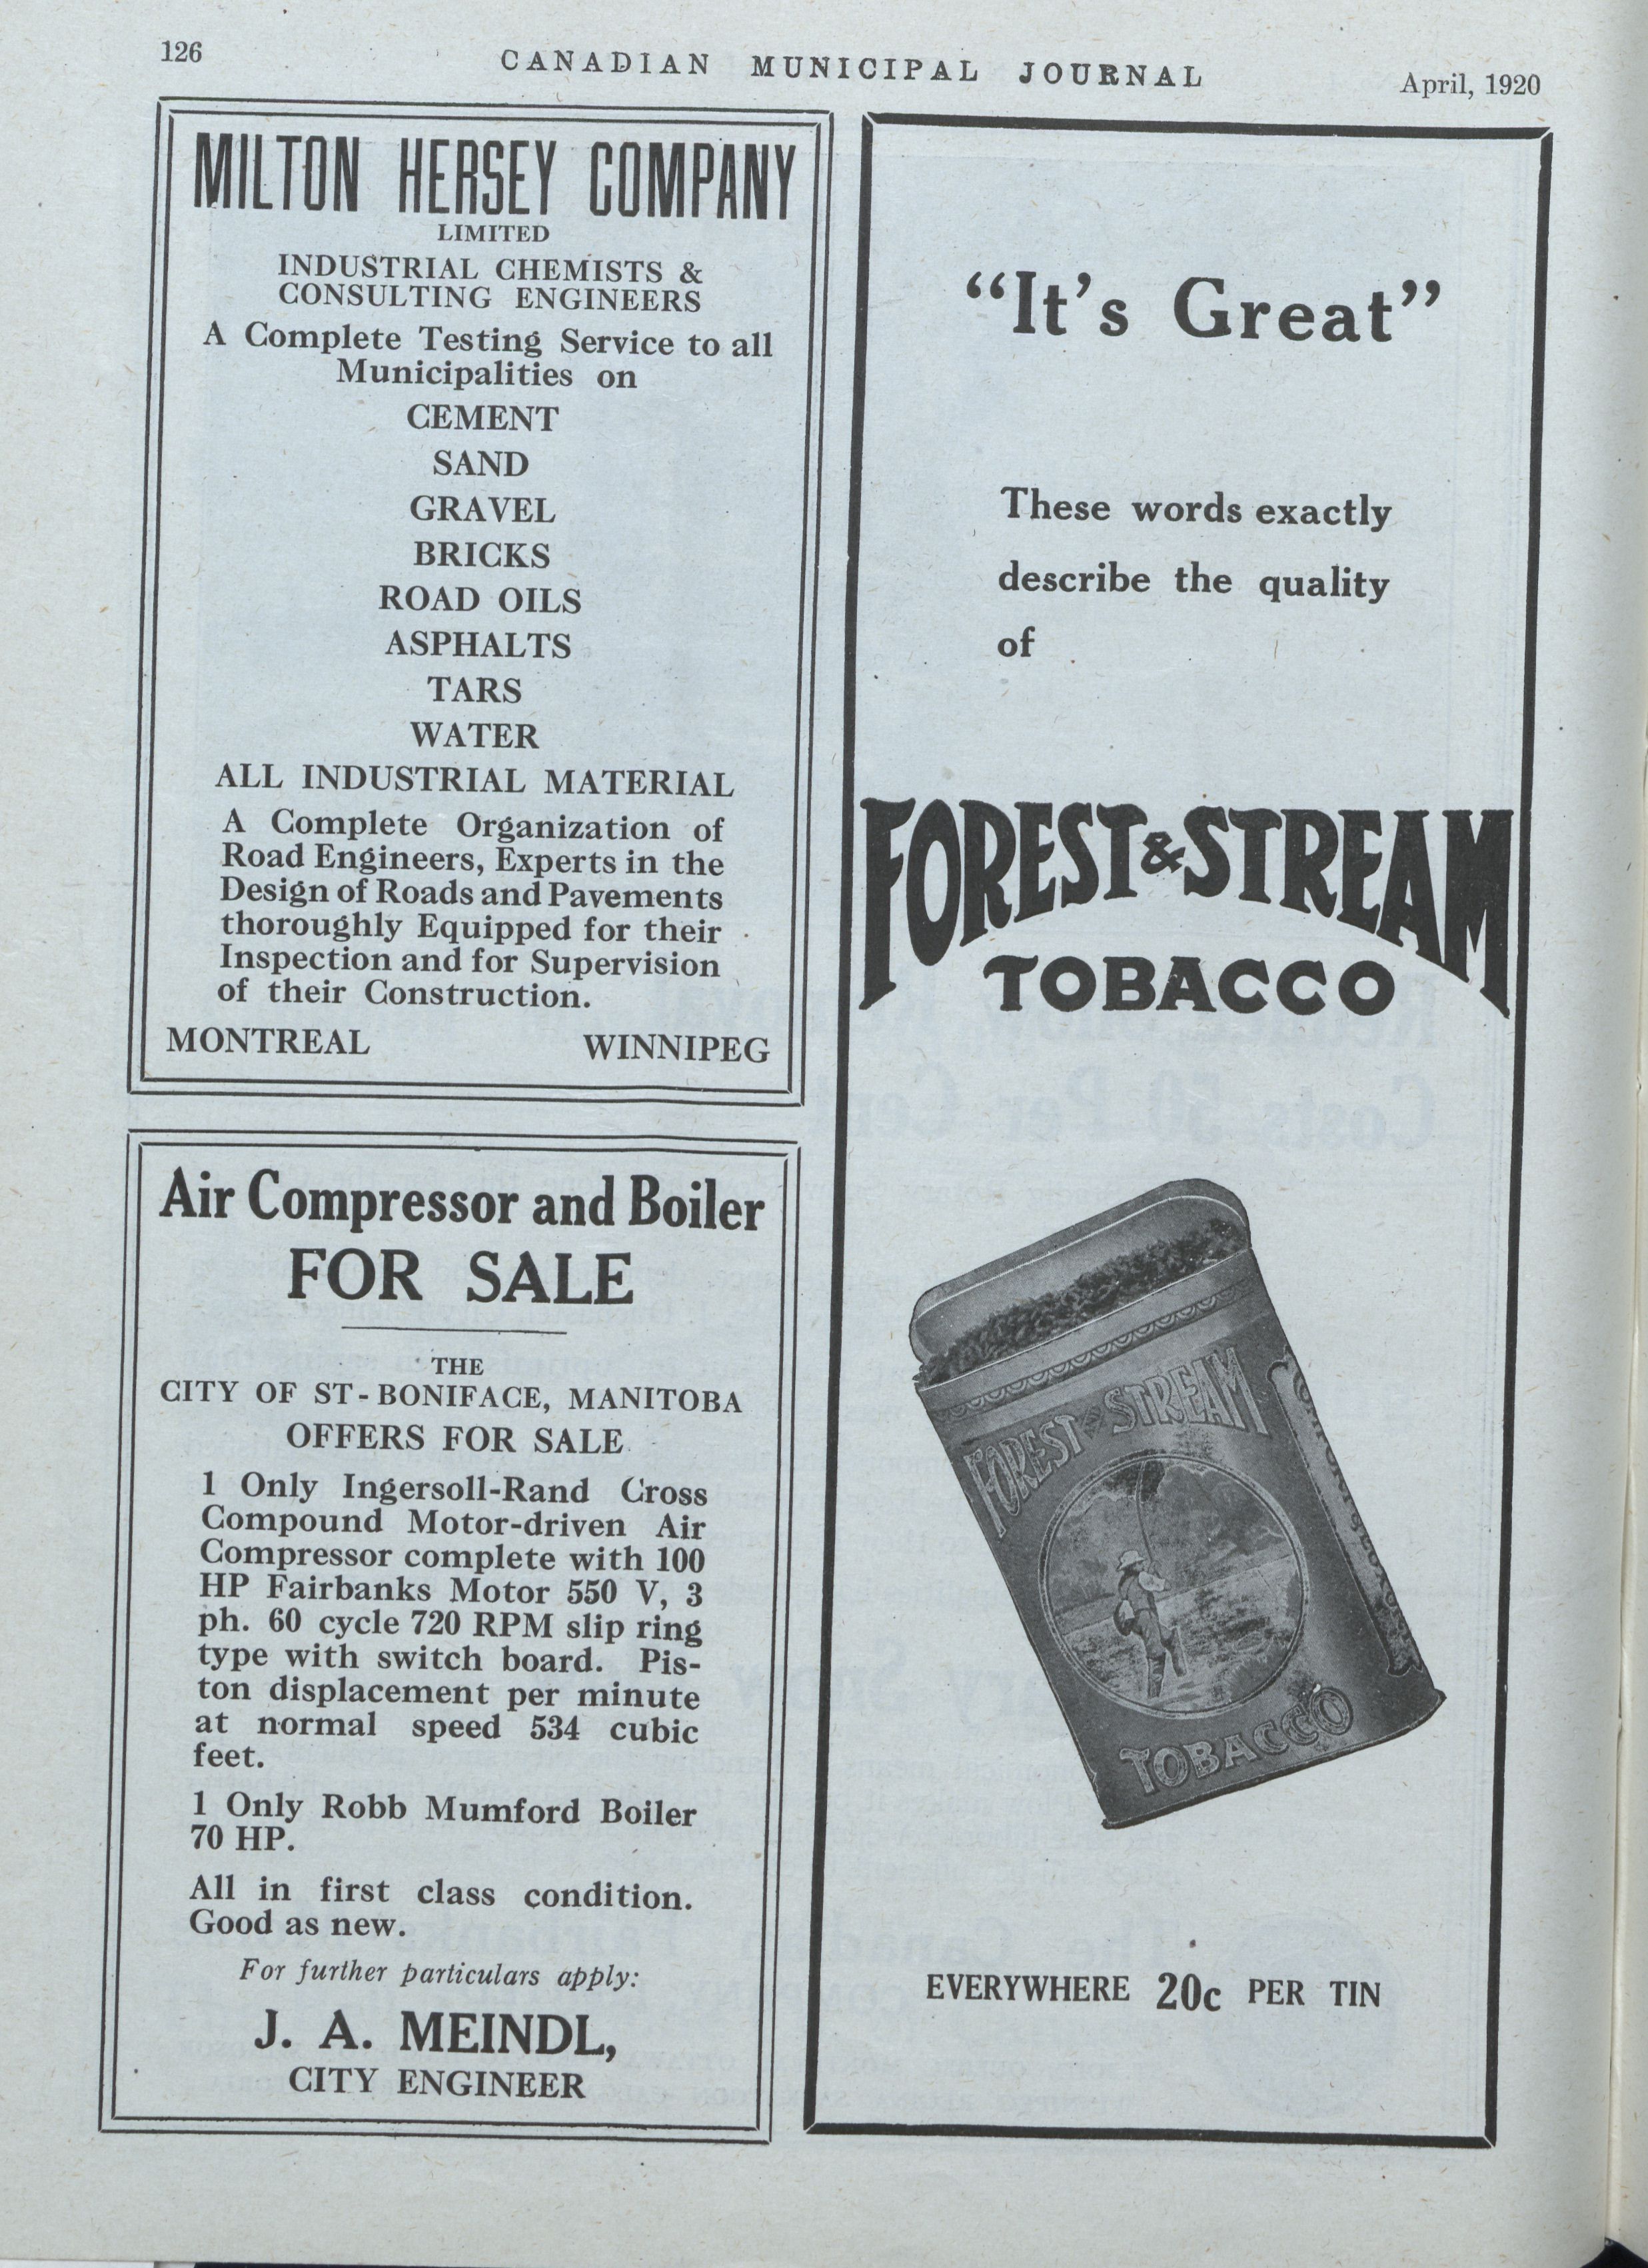 126
CANADIAN MUNICIPAL JOURNAL
April, 1920
MILTON HERSEY COMPANY
LIMITED
INDUSTRIAL CHEMISTS &
CONSULTING ENGINEERS
A Complete Testing Service to all
Municipalities on
CEMENT
SAND
GRAVEL
BRICKS
ROAD OILS
ASPHALTS
TARS
WATER
ALL INDUSTRIAL MATERIAL
A Complete Organization of
Road Engineers, Experts in the
Design of Roads and Pavements
thoroughly Equipped for their
Inspection and for Supervision
of their Construction.
MONTREAL WINNIPEG
Air Compressor and Boiler
FOR SALE
THE
CITY OF ST-BONIFACE, MANITOBA
OFFERS FOR SALE
1 Only Ingersoll-Rand Cross
Compound Motor-driven Air
Compressor complete with 100
HP Fairbanks Motor 550 V, 3
ph. 60 cycle 720 RPM slip ring
type with switch board. Pis-
ton displacement per minute
at normal speed 534 cubic
feet.
1 Only Robb Mumford Boiler
70 HP.
All in first class condition.
Good as new.
For further particulars apply:
J. A. MEINDL,
CITY ENGINEER
“It’s Great”
These words exactly
describe the quality
of
FOREST & STREAM
TOBACCO
FOREST AND STREAM
TOBACCO
EVERYWHERE 20c PER TIN